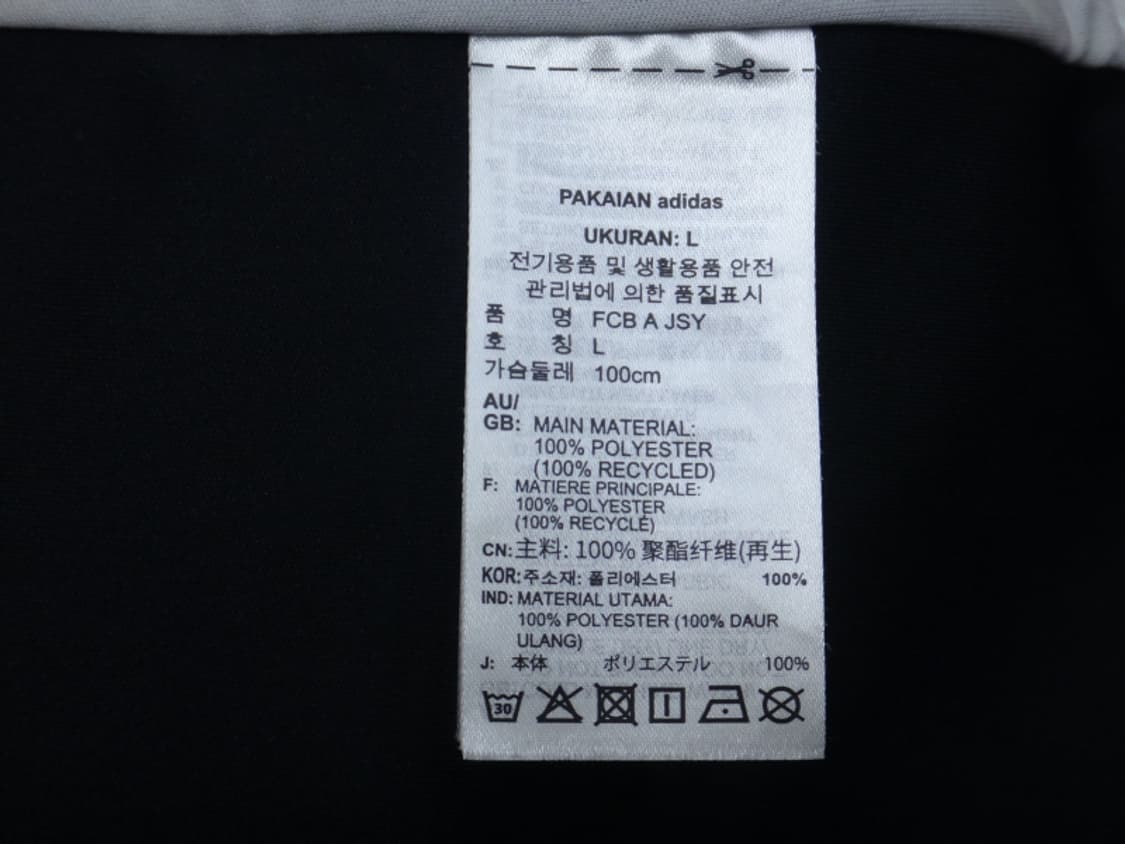 PAKAIAN adidas
UKURAN: L
전기용품 및 생활용품 안전
관리법에 의한 품질표시
품 명 FCB A JSY
호 칭 L
가슴둘레 100cm
AU/
GB: MAIN MATERIAL:
100% POLYESTER
(100% RECYCLED)
F: MATIERE PRINCIPALE:
100% POLYESTER
(100% RECYCLÉ)
CN: 主料: 100% 聚酯纤维(再生)
KOR: 주소재: 폴리에스터 100%
IND: MATERIAL UTAMA:
100% POLYESTER (100% DAUR
ULANG)
J: 本体 ポリエステル 100%
30